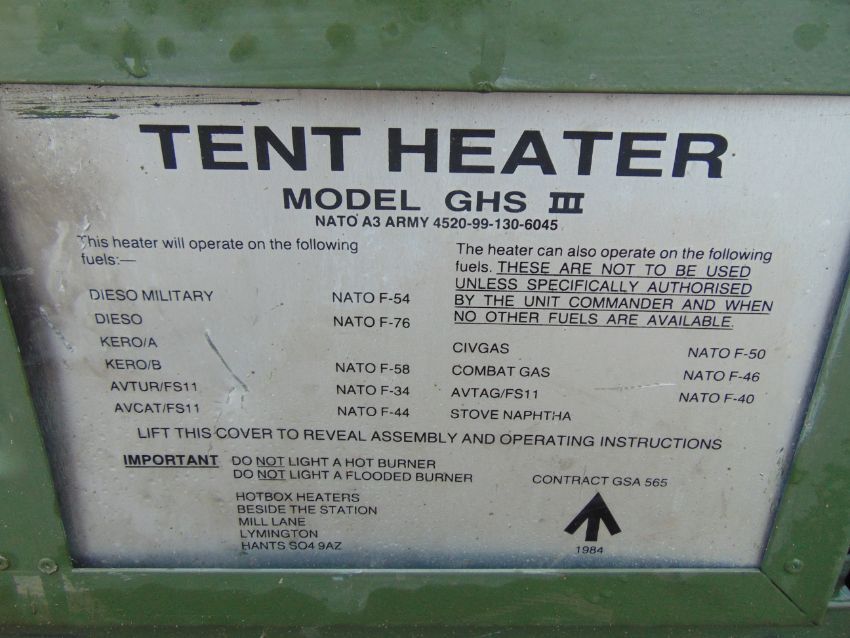 TENT HEATER
MODEL GHS III
NATO A3 ARMY 4520-99-130-6045
This heater will operate on the following
fuels:—
DIESO MILITARY NATO F-54
DIESO NATO F-76
KERO/A
KERO/B NATO F-58
AVTUR/FS11 NATO F-34
AVCAT/FS11 NATO F-44
The heater can also operate on the following
fuels. THESE ARE NOT TO BE USED
UNLESS SPECIFICALLY AUTHORISED
BY THE UNIT COMMANDER AND WHEN
NO OTHER FUELS ARE AVAILABLE.
CIVGAS NATO F-50
COMBAT GAS NATO F-46
AVTAG/FS11 NATO F-40
STOVE NAPHTHA
LIFT THIS COVER TO REVEAL ASSEMBLY AND OPERATING INSTRUCTIONS
IMPORTANT DO NOT LIGHT A HOT BURNER
DO NOT LIGHT A FLOODED BURNER
HOTBOX HEATERS
BESIDE THE STATION
MILL LANE
LYMINGTON
HANTS SO4 9AZ
CONTRACT GSA 565
1984